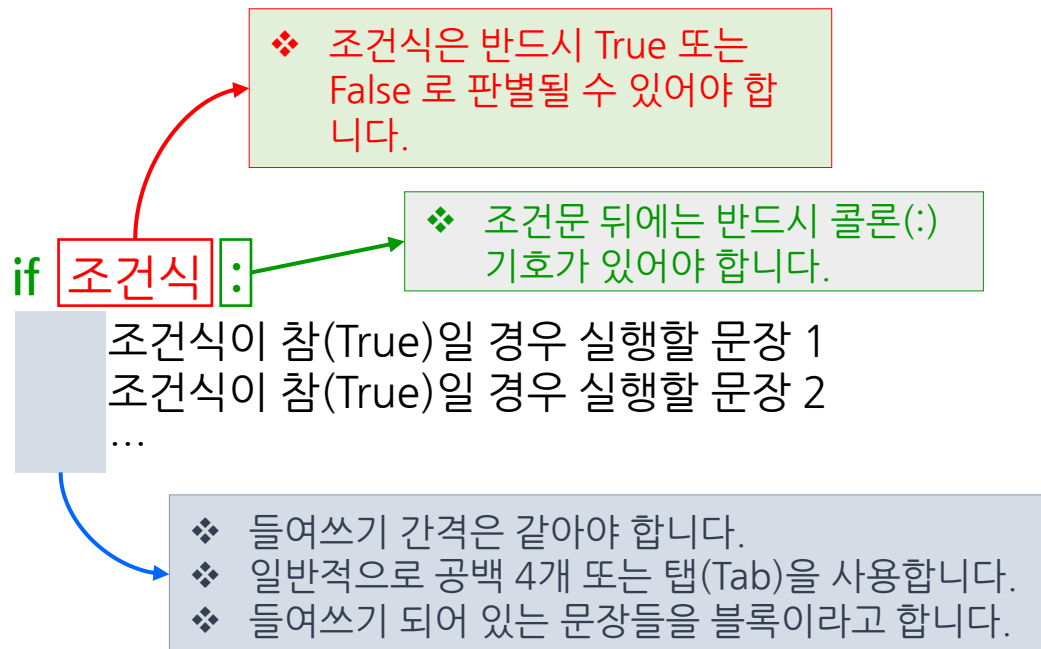 ❖ 조건식은 반드시 True 또는
False 로 판별될 수 있어야 합
니다.
❖ 조건문 뒤에는 반드시 콜론(:)
기호가 있어야 합니다.
if 조건식 :
조건식이 참(True)일 경우 실행할 문장 1
조건식이 참(True)일 경우 실행할 문장 2
…
❖ 들여쓰기 간격은 같아야 합니다.
❖ 일반적으로 공백 4개 또는 탭(Tab)을 사용합니다.
❖ 들여쓰기 되어 있는 문장들을 블록이라고 합니다.